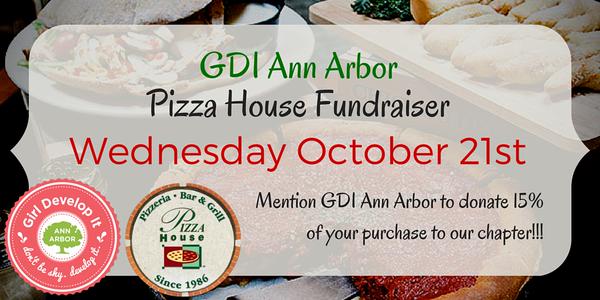 GDI Ann Arbor
Pizza House Fundraiser
Wednesday October 21st
Mention GDI Ann Arbor to donate 15%
of your purchase to our chapter!!!
Girl Develop It
ANN
ARBOR
don't be shy. develop it.
Pizzeria • Bar & Grill
PIZZA
House
Since 1986